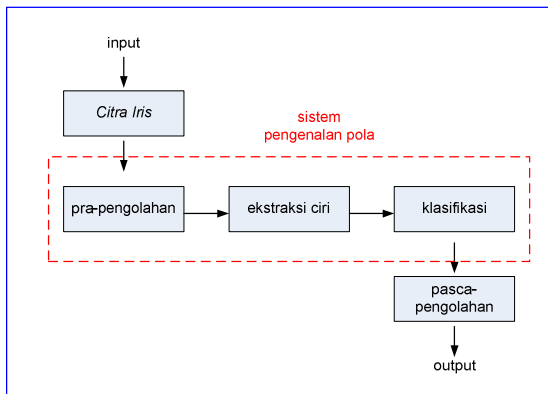 input
Citra Iris
sistem
pengenalan pola
pra-pengolahan
ekstraksi ciri
klasifikasi
pasca-
pengolahan
output